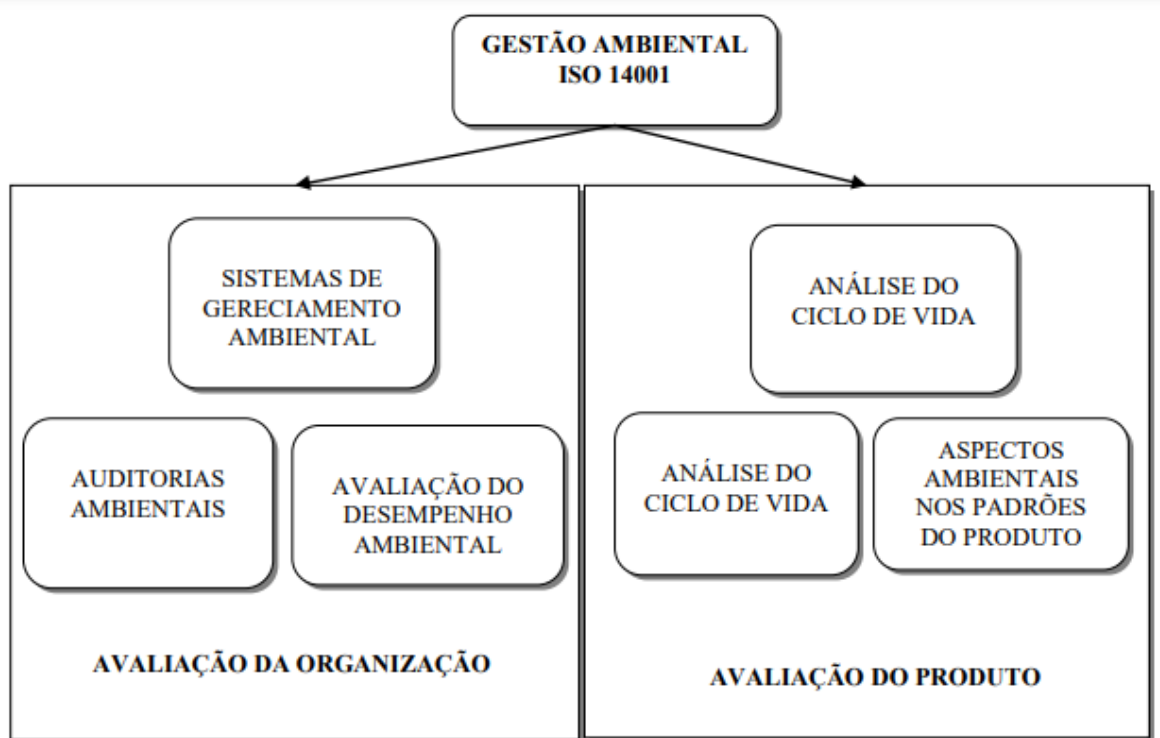 GESTÃO AMBIENTAL
ISO 14001
SISTEMAS DE
GERECIAMENTO
AMBIENTAL
AUDITORIAS
AMBIENTAIS
AVALIAÇÃO DO
DESEMPENHO
AMBIENTAL
AVALIAÇÃO DA ORGANIZAÇÃO
ANÁLISE DO
CICLO DE VIDA
ANÁLISE DO
CICLO DE VIDA
ASPECTOS
AMBIENTAIS
NOS PADRÕES
DO PRODUTO
AVALIAÇÃO DO PRODUTO